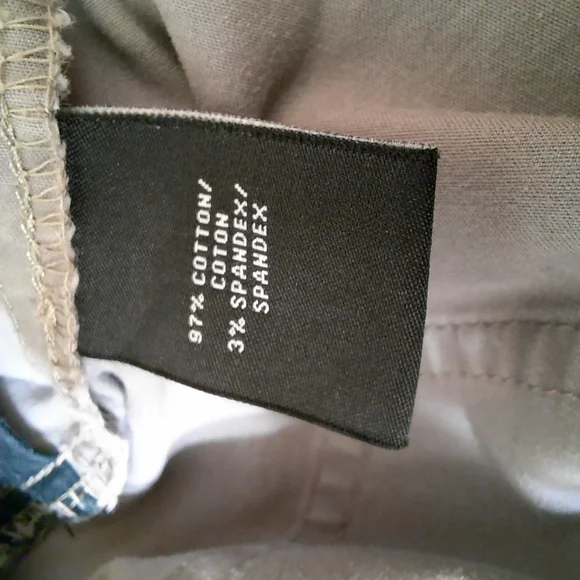 97% COTTON/
COTON
3% SPANDEX/
SPANDEX